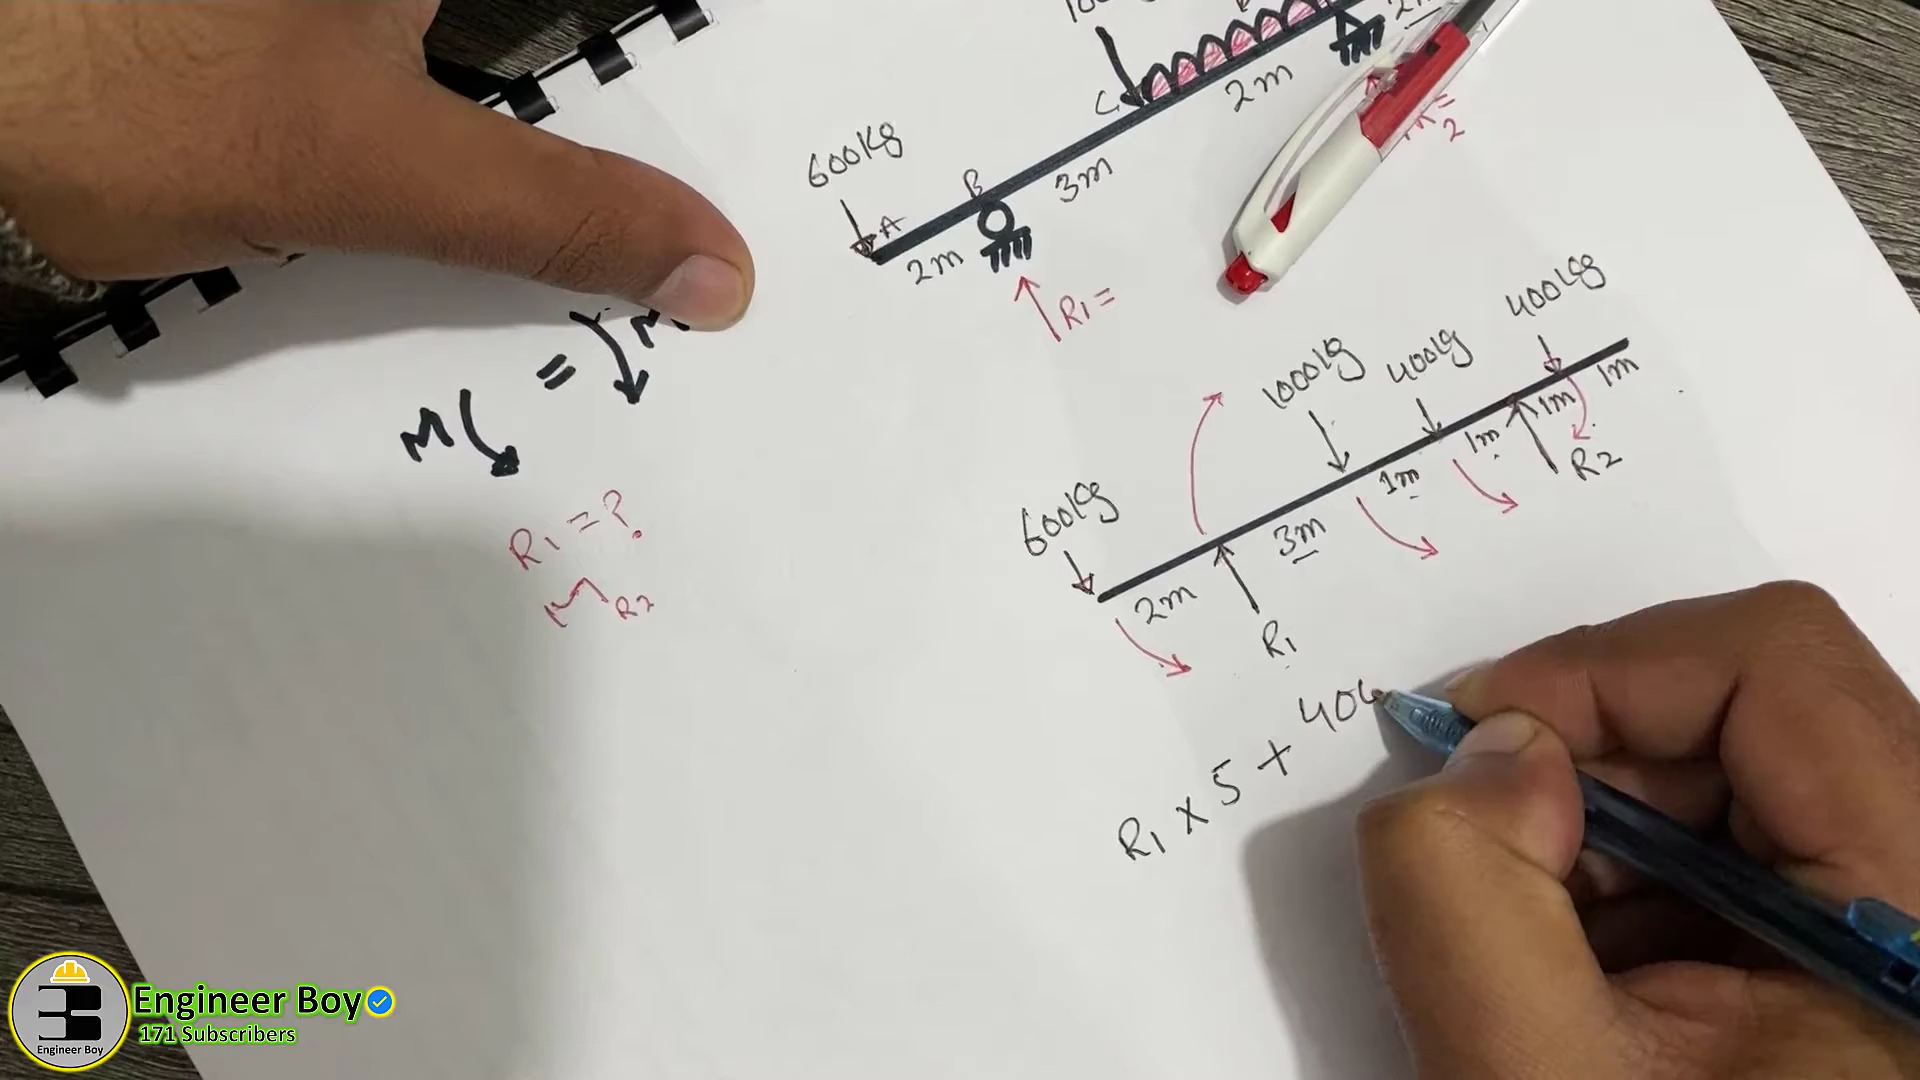 600kg
A
B
C
2m
3m
2m
R1 =
M = M
R1 = ?
M R2
600kg
1000kg
400kg
400kg
2m
3m
1m
1m
1m
1m
R1
R2
R1 x 5 + 400
Engineer Boy
171 Subscribers
Engineer Boy